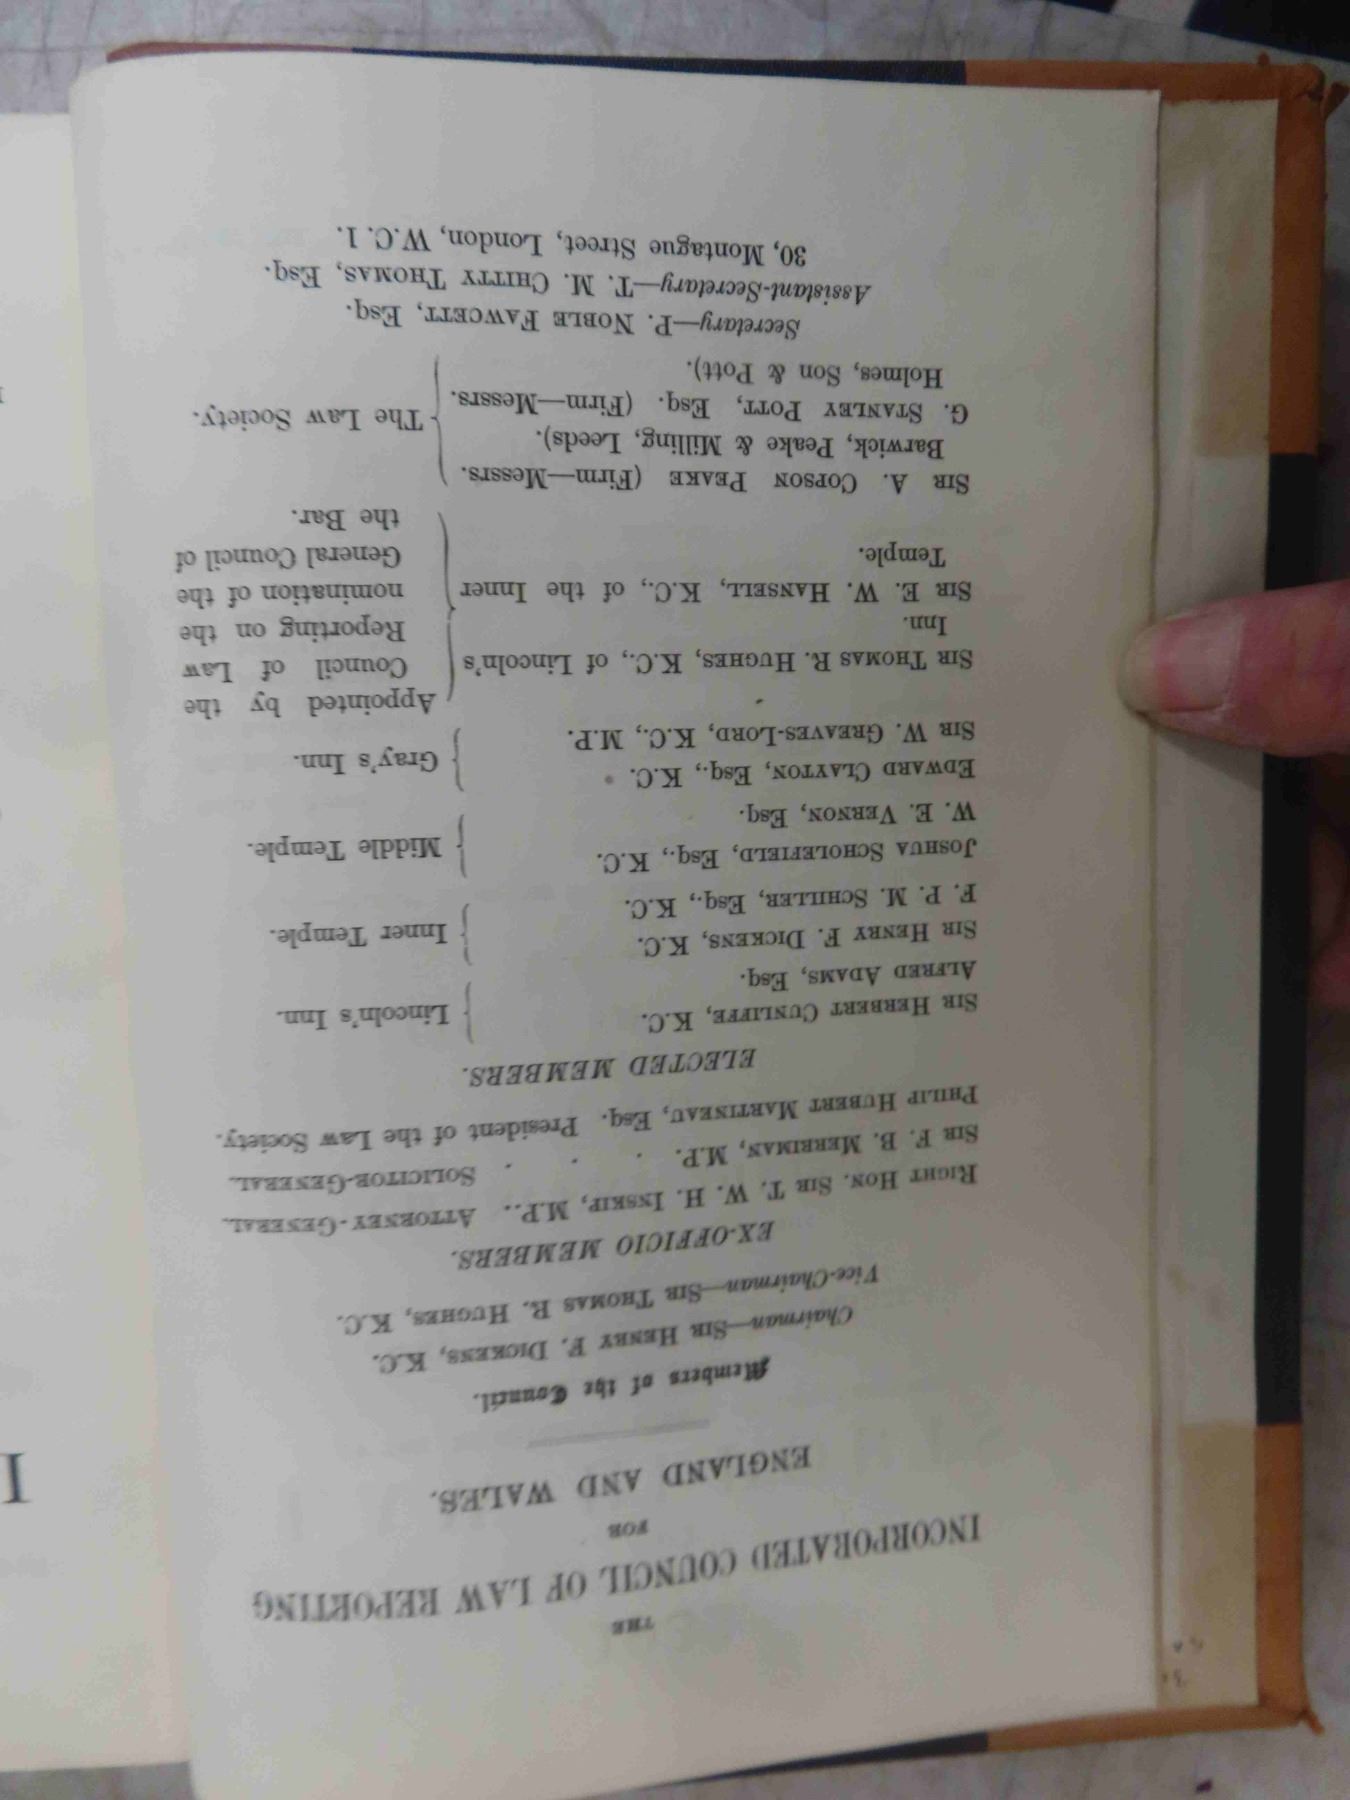 THE
INCORPORATED COUNCIL OF LAW REPORTING
FOR
ENGLAND AND WALES.
Members of the Council.
Chairman—SIR HENRY F. DICKENS, K.C.
Vice-Chairman—SIR THOMAS R. HUGHES, K.C.
EX-OFFICIO MEMBERS.
RIGHT HON. SIR T. W. H. INSKIP, M.P.. ATTORNEY-GENERAL.
SIR F. B. MERRIMAN, M.P. . . . SOLICITOR-GENERAL.
PHILIP HUBERT MARTINEAU, Esq. President of the Law Society.
ELECTED MEMBERS.
SIR HERBERT CUNLIFFE, K.C.
ALFRED ADAMS, Esq.
Lincoln's Inn.
SIR HENRY F. DICKENS, K.C.
F. P. M. SCHILLER, Esq., K.C.
Inner Temple.
JOSHUA SCHOLEFIELD, Esq., K.C.
W. E. VERNON, Esq.
Middle Temple.
EDWARD CLAYTON, Esq., K.C.
SIR W. GREAVES-LORD, K.C., M.P.
Gray's Inn.
SIR THOMAS R. HUGHES, K.C., of Lincoln's
Inn.
SIR E. W. HANSELL, K.C., of the Inner
Temple.
Appointed by the
Council of Law
Reporting on the
nomination of the
General Council of
the Bar.
SIR A. COPSON PEAKE (Firm—Messrs.
Barwick, Peake & Milling, Leeds).
G. STANLEY POTT, Esq. (Firm—Messrs.
Holmes, Son & Pott).
The Law Society.
Secretary—P. NOBLE FAWCETT, Esq.
Assistant-Secretary—T. M. CHITTY THOMAS, Esq.
30, Montague Street, London, W.C. 1.